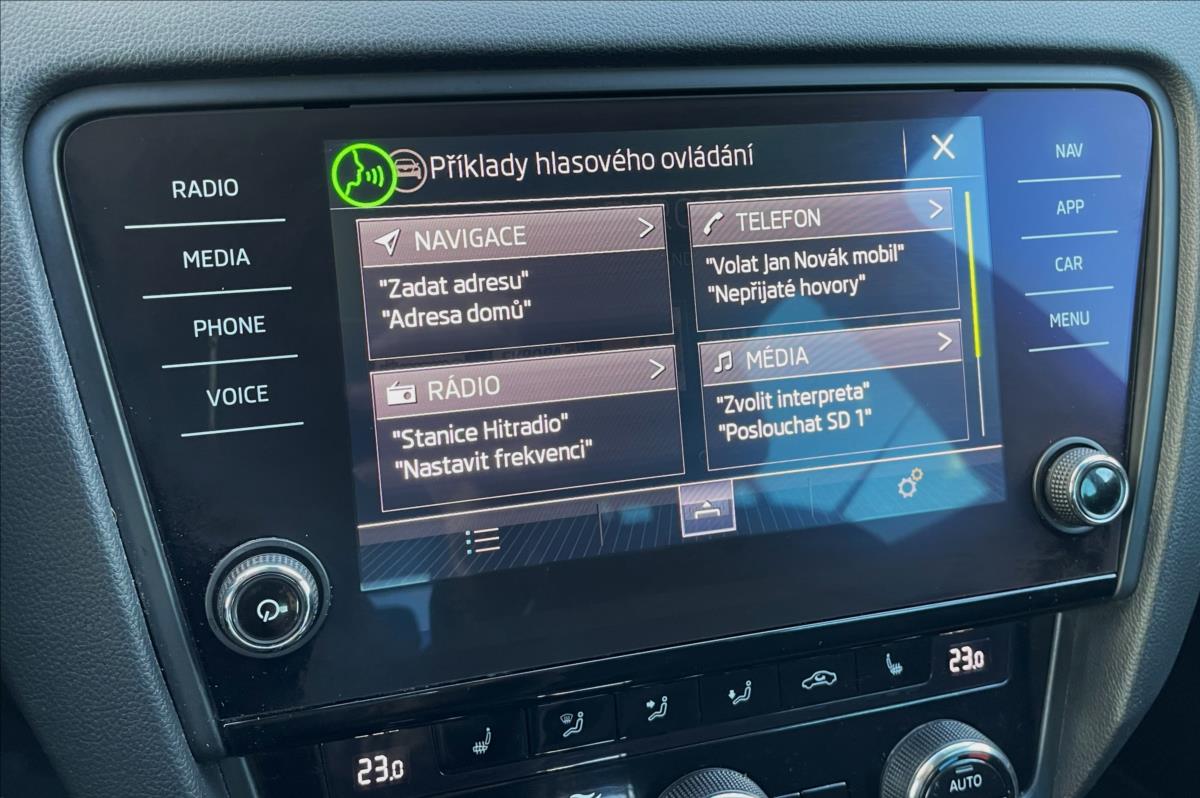 RADIO
MEDIA
PHONE
VOICE
Příklady hlasového ovládání
NAVIGACE
"Zadat adresu"
"Adresa domů"
TELEFON
"Volat Jan Novák mobil"
"Nepřijaté hovory"
RÁDIO
"Stanice Hitradio"
"Nastavit frekvenci"
MÉDIA
"Zvolit interpreta"
"Poslouchat SD 1"
NAV
APP
CAR
MENU
23.0
23.0
AUTO